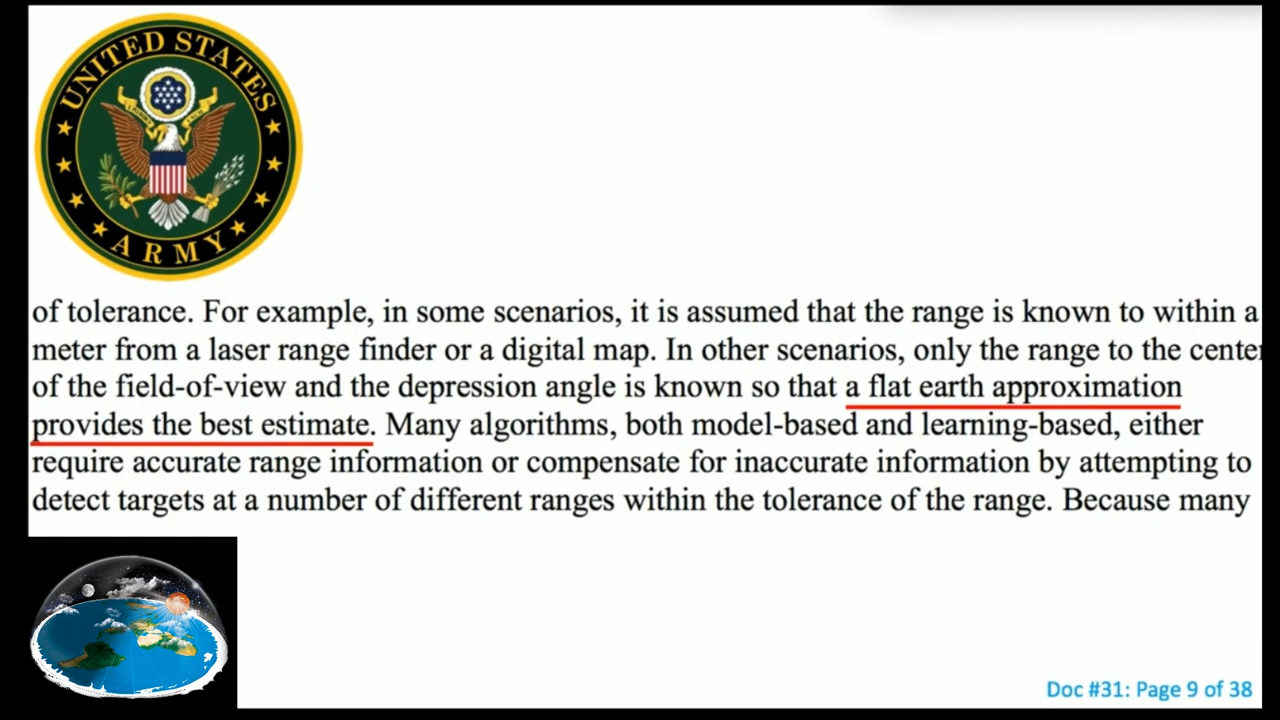 UNITED STATES
ARMY
of tolerance. For example, in some scenarios, it is assumed that the range is known to within a
meter from a laser range finder or a digital map. In other scenarios, only the range to the center
of the field-of-view and the depression angle is known so that a flat earth approximation
provides the best estimate. Many algorithms, both model-based and learning-based, either
require accurate range information or compensate for inaccurate information by attempting to
detect targets at a number of different ranges within the tolerance of the range. Because many
Doc #31: Page 9 of 38